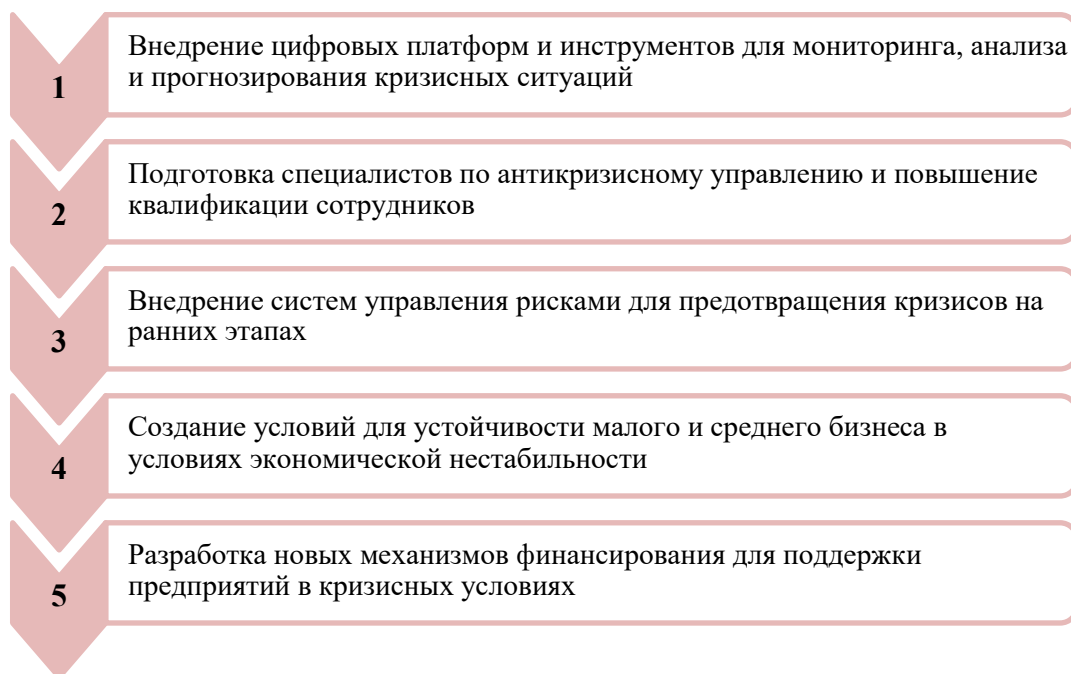 1
Внедрение цифровых платформ и инструментов для мониторинга, анализа
и прогнозирования кризисных ситуаций
2
Подготовка специалистов по антикризисному управлению и повышение
квалификации сотрудников
3
Внедрение систем управления рисками для предотвращения кризисов на
ранних этапах
4
Создание условий для устойчивости малого и среднего бизнеса в
условиях экономической нестабильности
5
Разработка новых механизмов финансирования для поддержки
предприятий в кризисных условиях